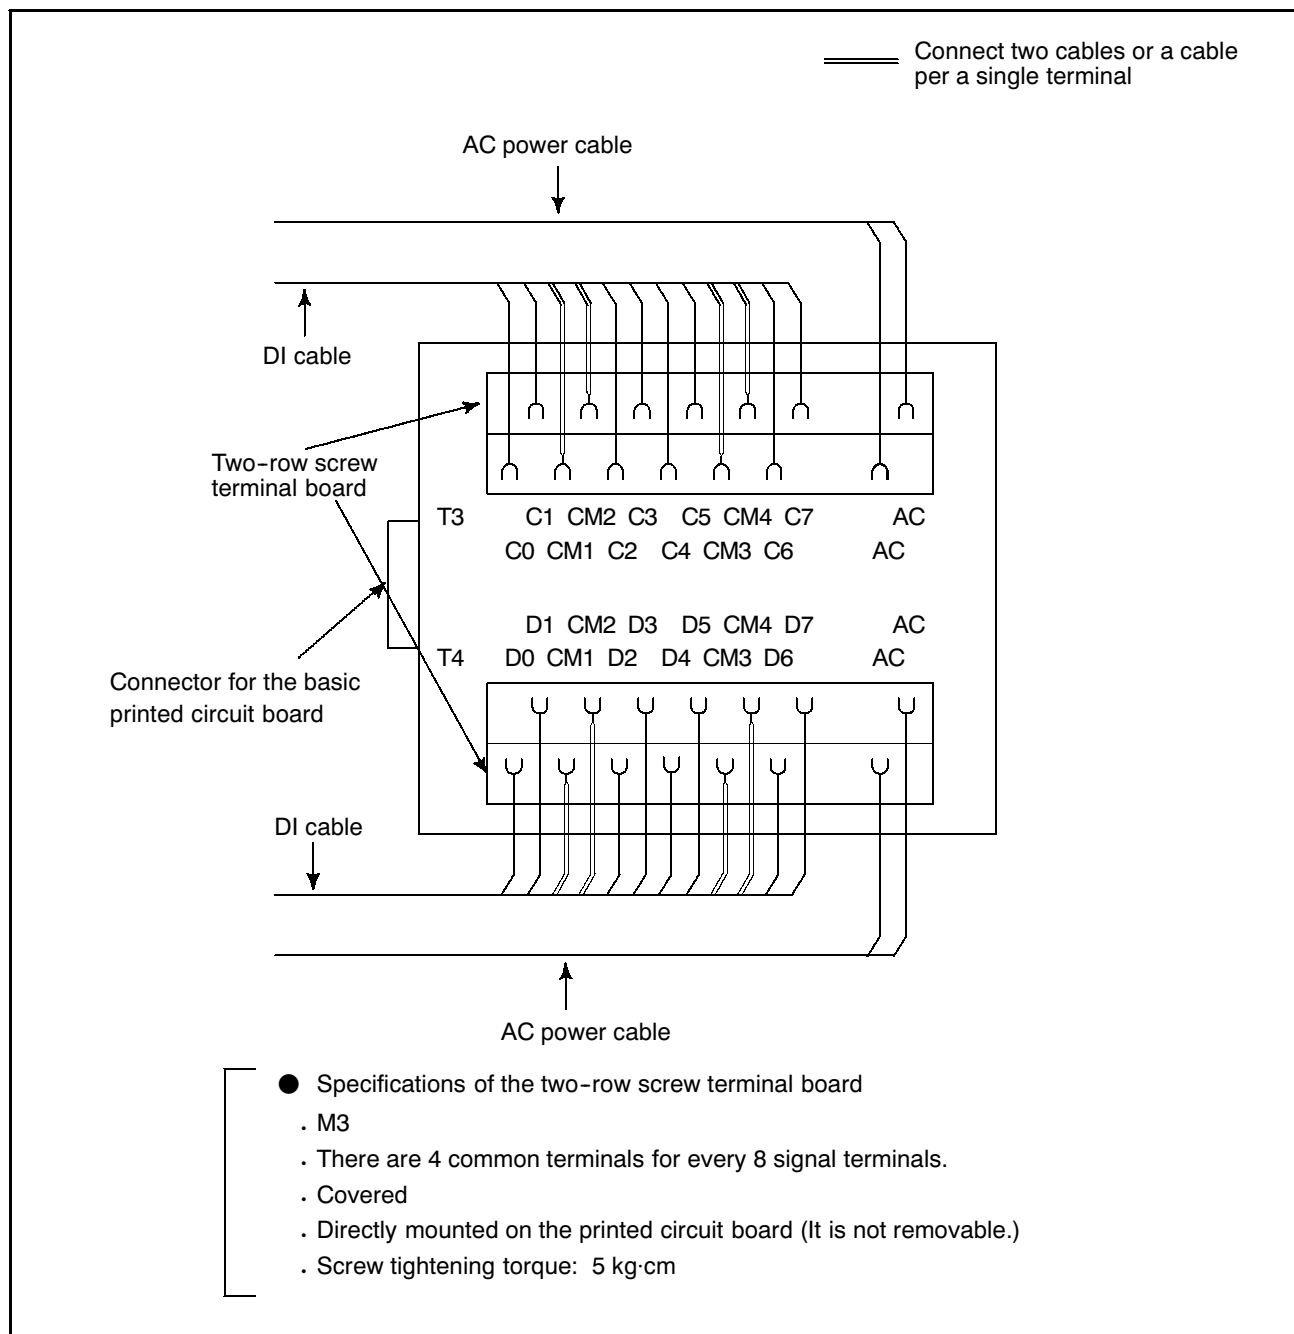 Connect two cables or a cable
per a single terminal
AC power cable
DI cable
Two-row screw
terminal board
T3 C1 CM2 C3 C5 CM4 C7 AC
C0 CM1 C2 C4 CM3 C6 AC
D1 CM2 D3 D5 CM4 D7 AC
T4 D0 CM1 D2 D4 CM3 D6 AC
Connector for the basic
printed circuit board
DI cable
AC power cable
● Specifications of the two-row screw terminal board
. M3
. There are 4 common terminals for every 8 signal terminals.
. Covered
. Directly mounted on the printed circuit board (It is not removable.)
. Screw tightening torque: 5 kg·cm